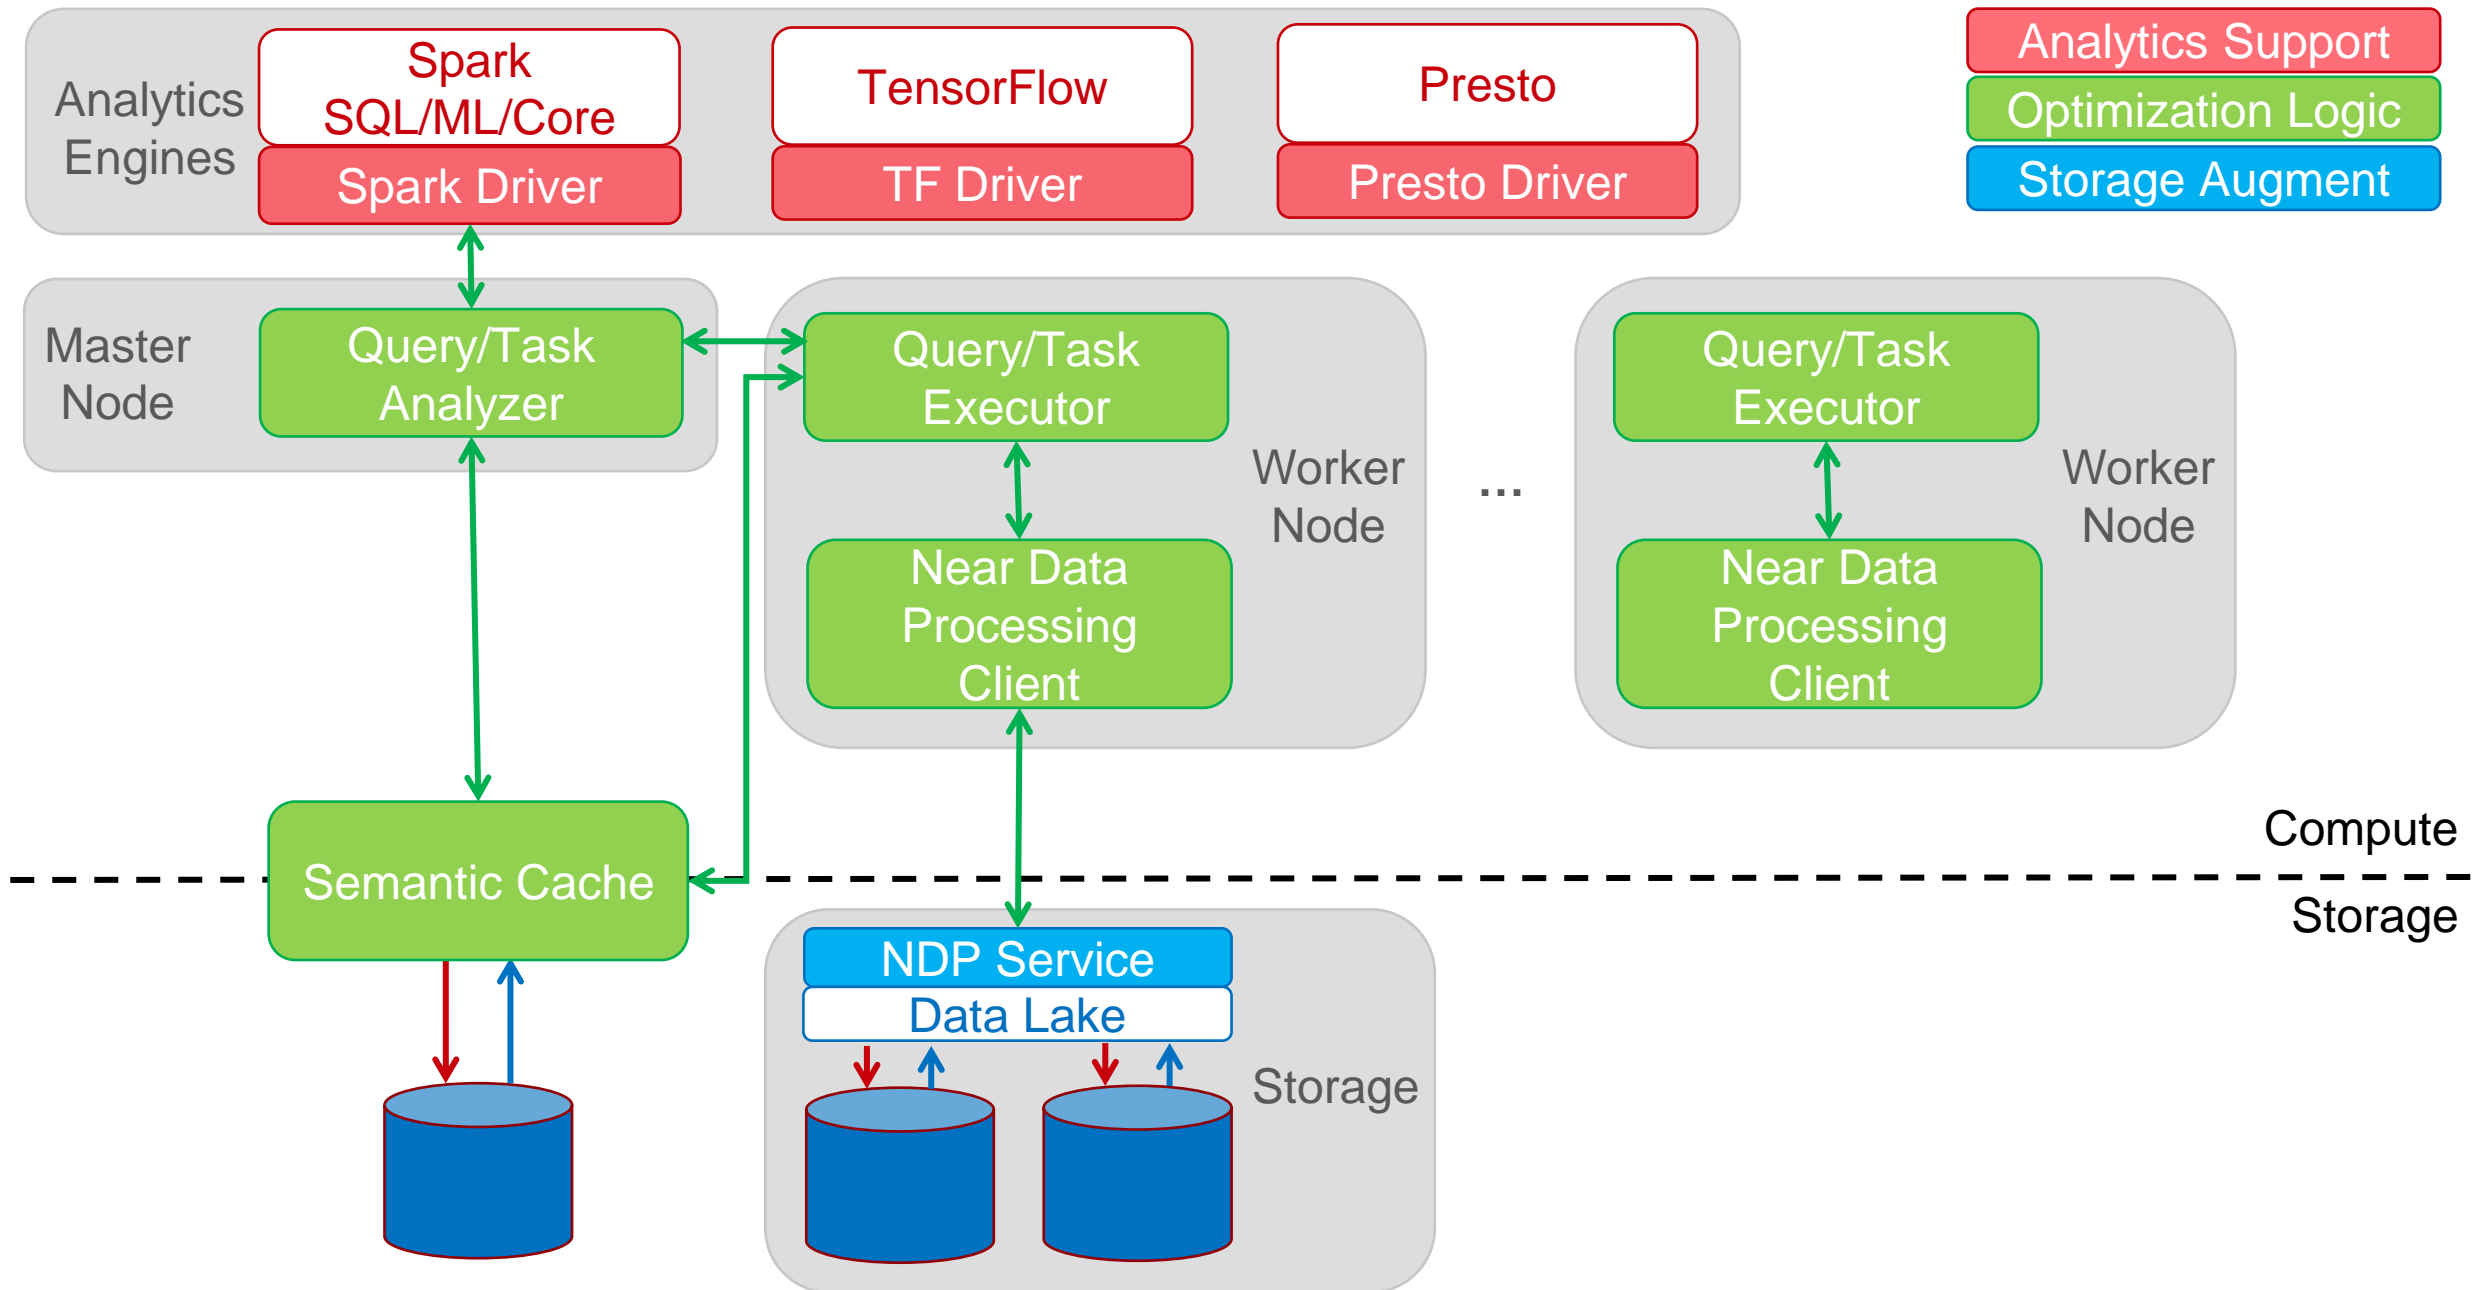 Analytics
Engines
Spark
SQL/ML/Core
Spark Driver
TensorFlow
TF Driver
Presto
Presto Driver
Analytics Support
Optimization Logic
Storage Augment
Master
Node
Query/Task
Analyzer
Query/Task
Executor
Near Data
Processing
Client
Worker
Node
...
Query/Task
Executor
Near Data
Processing
Client
Worker
Node
Compute
Semantic Cache
Storage
NDP Service
Data Lake
Storage